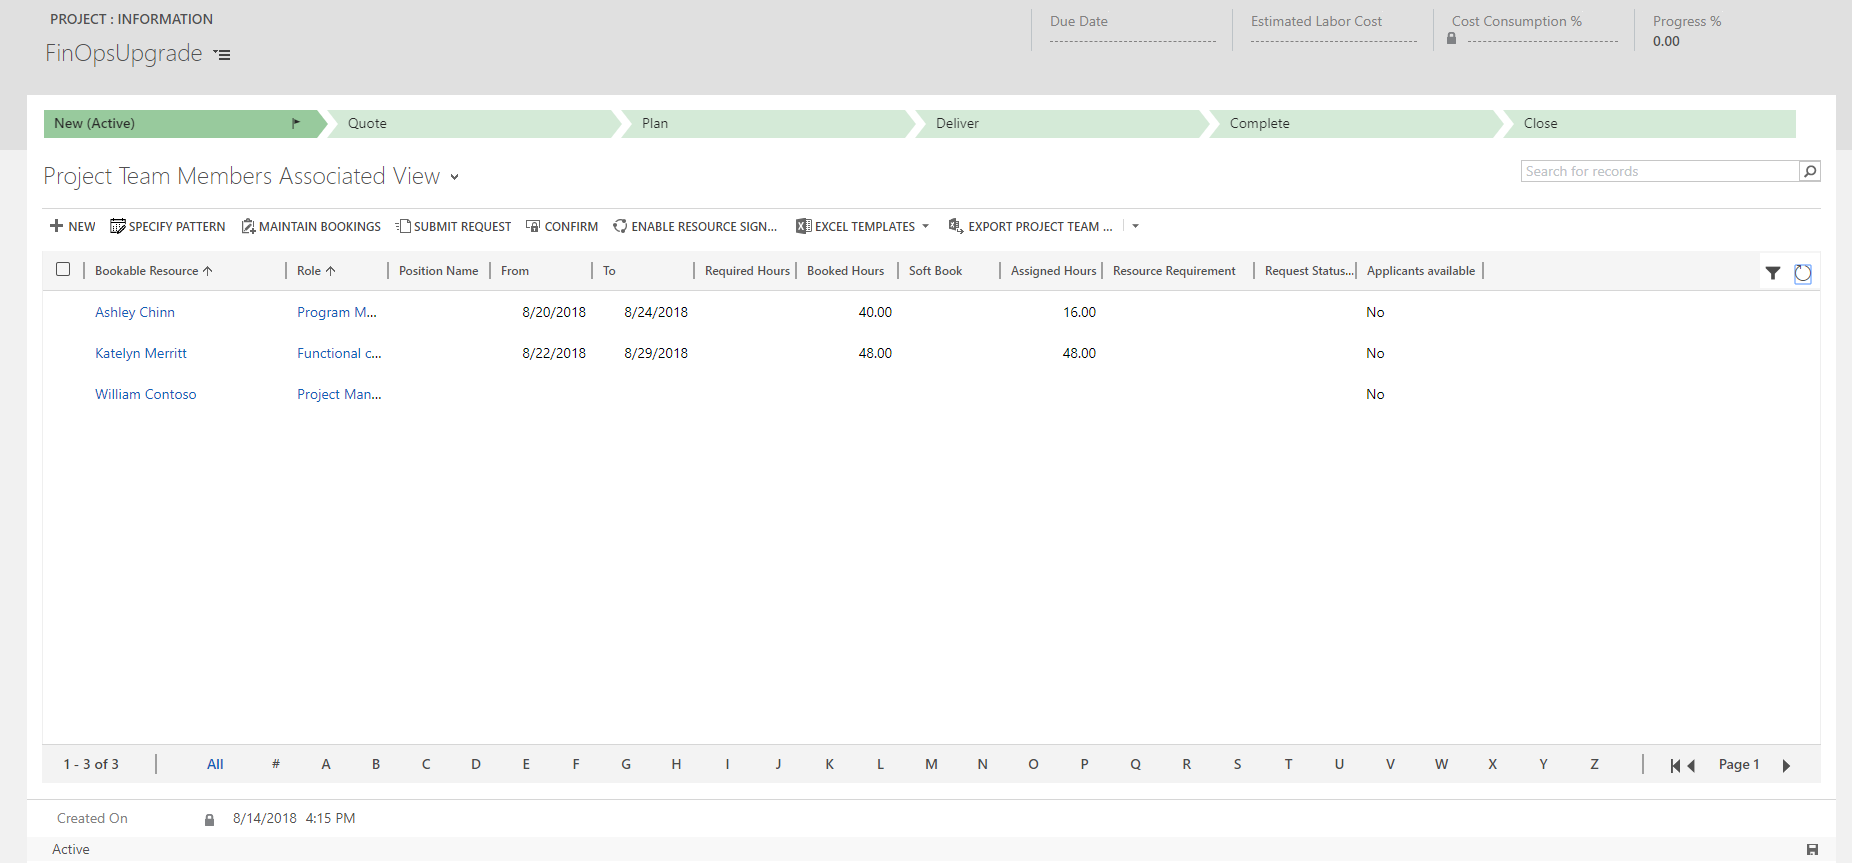 PROJECT : INFORMATION
FinOpsUpgrade
Due Date
Estimated Labor Cost
Cost Consumption %
Progress %
0.00
New (Active) Quote Plan Deliver Complete Close
Project Team Members Associated View
Search for records
NEW SPECIFY PATTERN MAINTAIN BOOKINGS SUBMIT REQUEST CONFIRM ENABLE RESOURCE SIGN... EXCEL TEMPLATES EXPORT PROJECT TEAM ...
Bookable Resource Role Position Name From To Required Hours Booked Hours Soft Book Assigned Hours Resource Requirement Request Status... Applicants available
Ashley Chinn Program M... 8/20/2018 8/24/2018 40.00 16.00 No
Katelyn Merritt Functional c... 8/22/2018 8/29/2018 48.00 48.00 No
William Contoso Project Man... No
1 - 3 of 3 All # A B C D E F G H I J K L M N O P Q R S T U V W X Y Z Page 1
Created On 8/14/2018 4:15 PM
Active